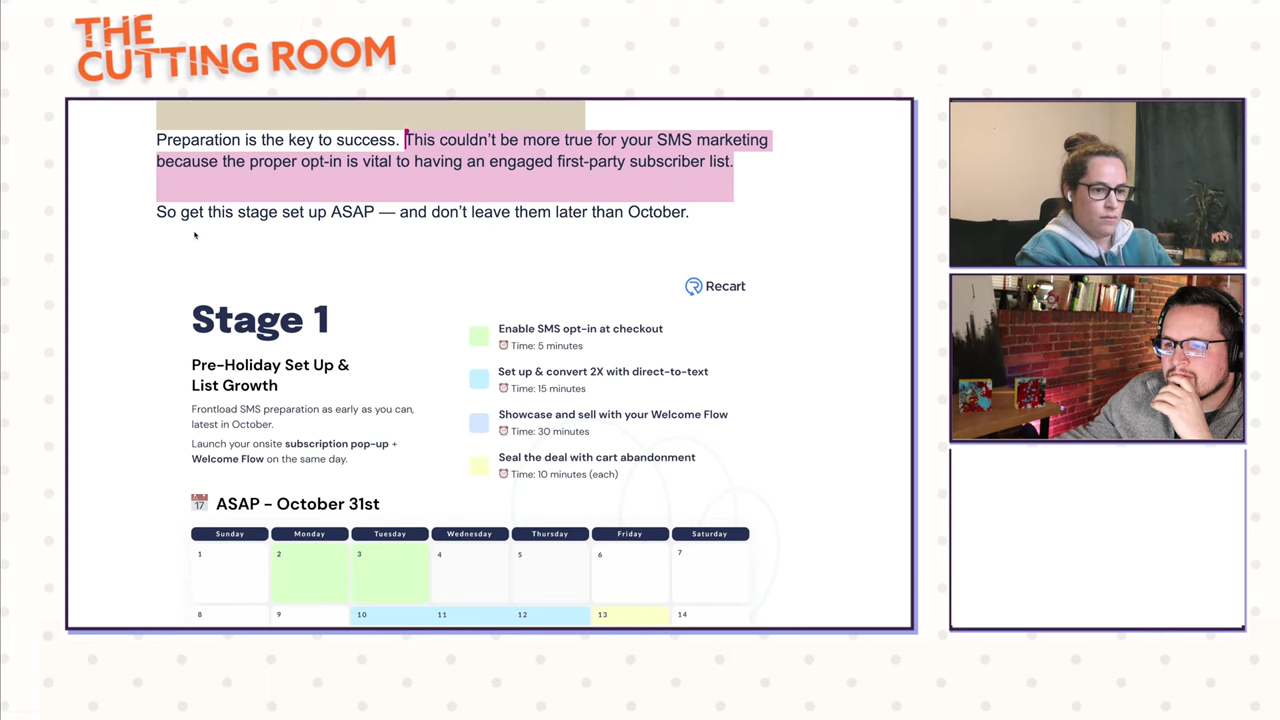 THE
CUTTING ROOM
Preparation is the key to success. This couldn't be more true for your SMS marketing
because the proper opt-in is vital to having an engaged first-party subscriber list.
So get this stage set up ASAP — and don't leave them later than October.
Recart
Stage 1
Pre-Holiday Set Up &
List Growth
Frontload SMS preparation as early as you can,
latest in October.
Launch your onsite subscription pop-up +
Welcome Flow on the same day.
Enable SMS opt-in at checkout
⏰ Time: 5 minutes
Set up & convert 2X with direct-to-text
⏰ Time: 15 minutes
Showcase and sell with your Welcome Flow
⏰ Time: 30 minutes
Seal the deal with cart abandonment
⏰ Time: 10 minutes (each)
17 ASAP - October 31st
Sunday Monday Tuesday Wednesday Thursday Friday Saturday
1 2 3 4 5 6 7
8 9 10 11 12 13 14